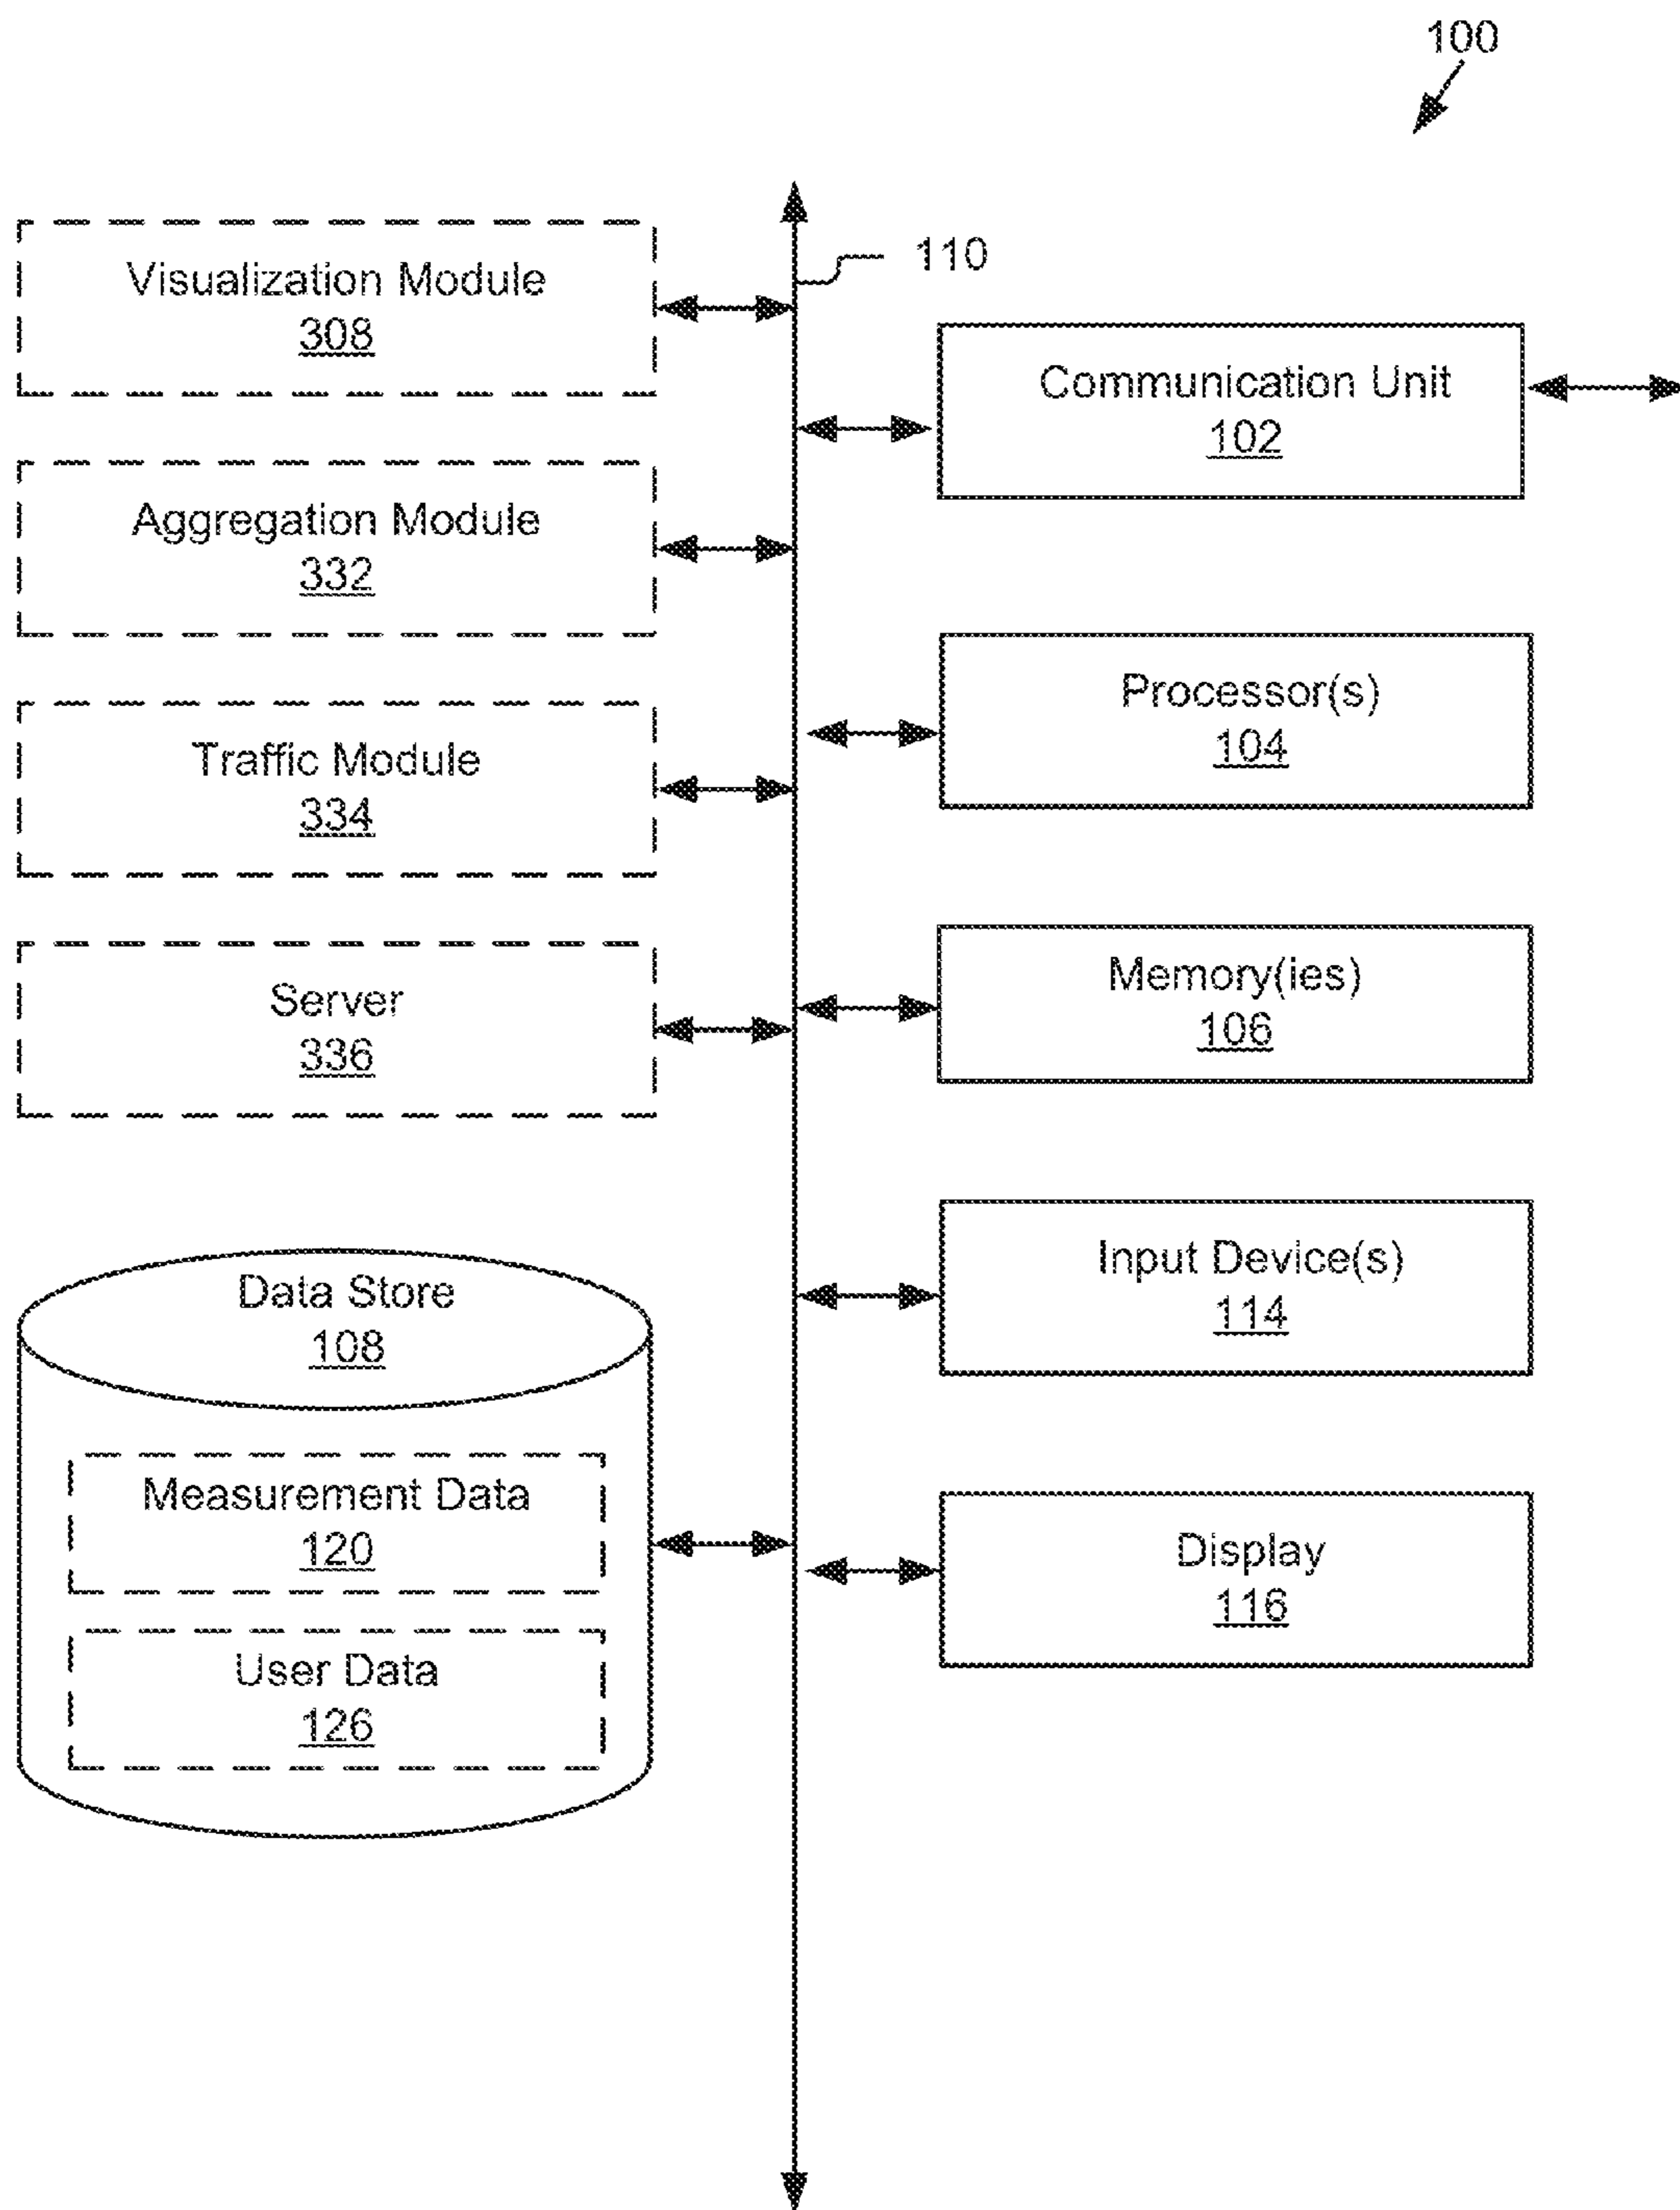 100
110
Visualization Module
308
Aggregation Module
332
Traffic Module
334
Server
336
Data Store
108
Measurement Data
120
User Data
126
Communication Unit
102
Processor(s)
104
Memory(ies)
106
Input Device(s)
114
Display
116